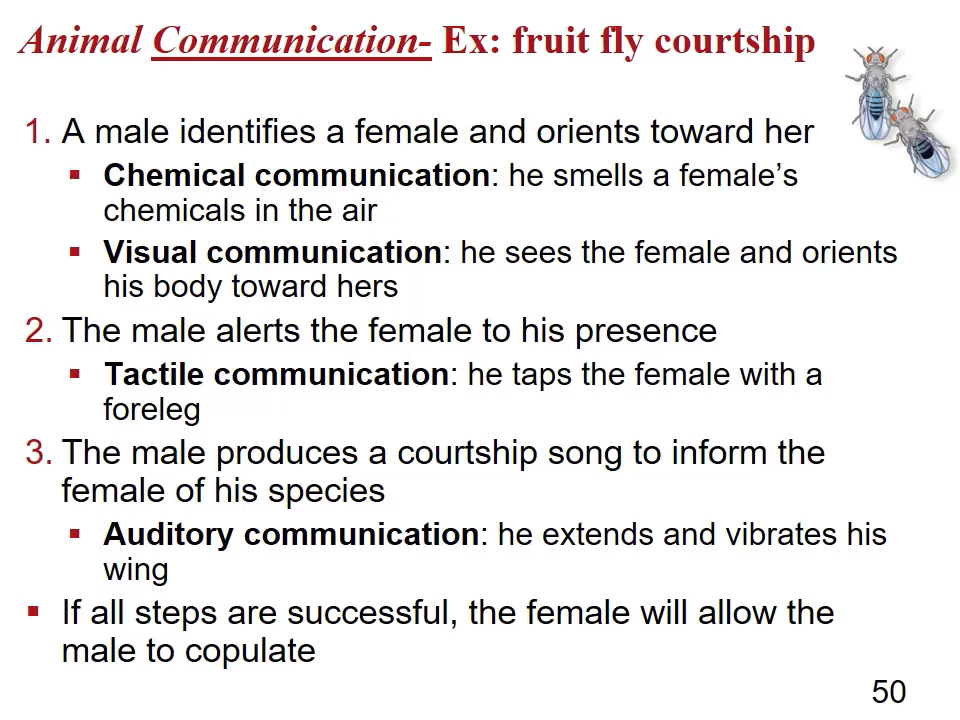 Animal Communication- Ex: fruit fly courtship
1. A male identifies a female and orients toward her
▪ Chemical communication: he smells a female’s
chemicals in the air
▪ Visual communication: he sees the female and orients
his body toward hers
2. The male alerts the female to his presence
▪ Tactile communication: he taps the female with a
foreleg
3. The male produces a courtship song to inform the
female of his species
▪ Auditory communication: he extends and vibrates his
wing
▪ If all steps are successful, the female will allow the
male to copulate
50